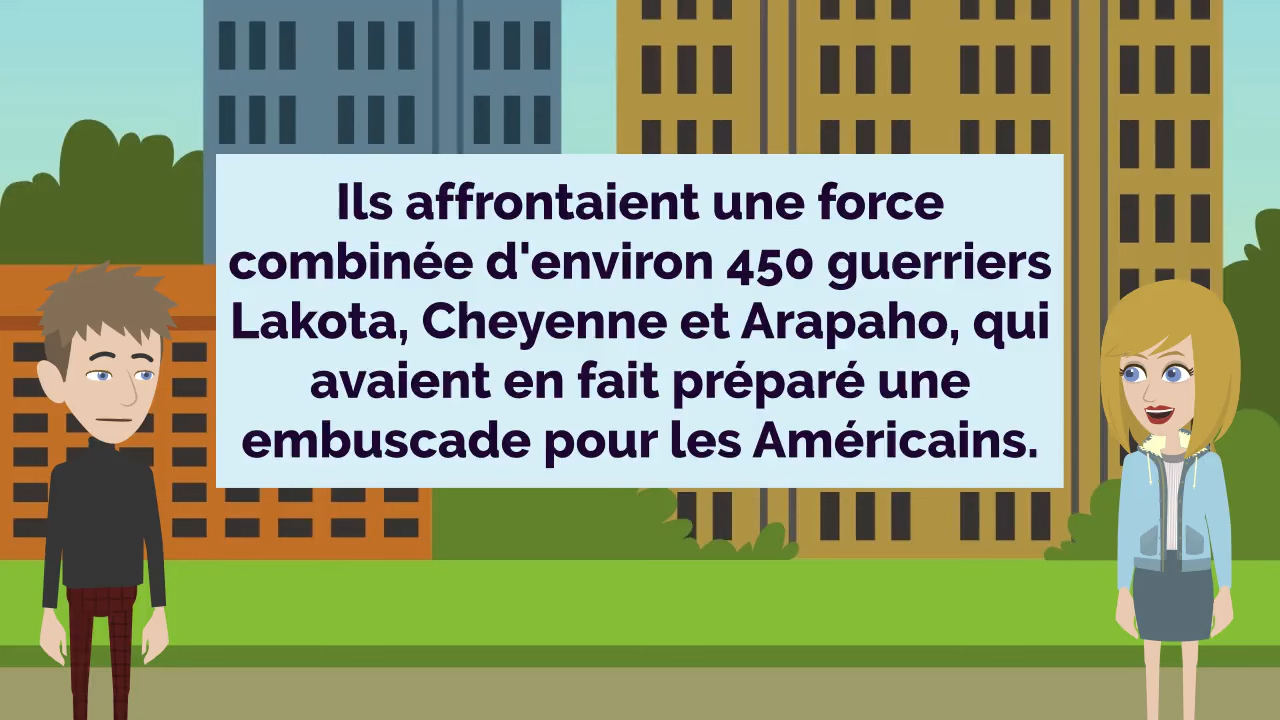 Ils affrontaient une force
combinée d'environ 450 guerriers
Lakota, Cheyenne et Arapaho, qui
avaient en fait préparé une
embuscade pour les Américains.